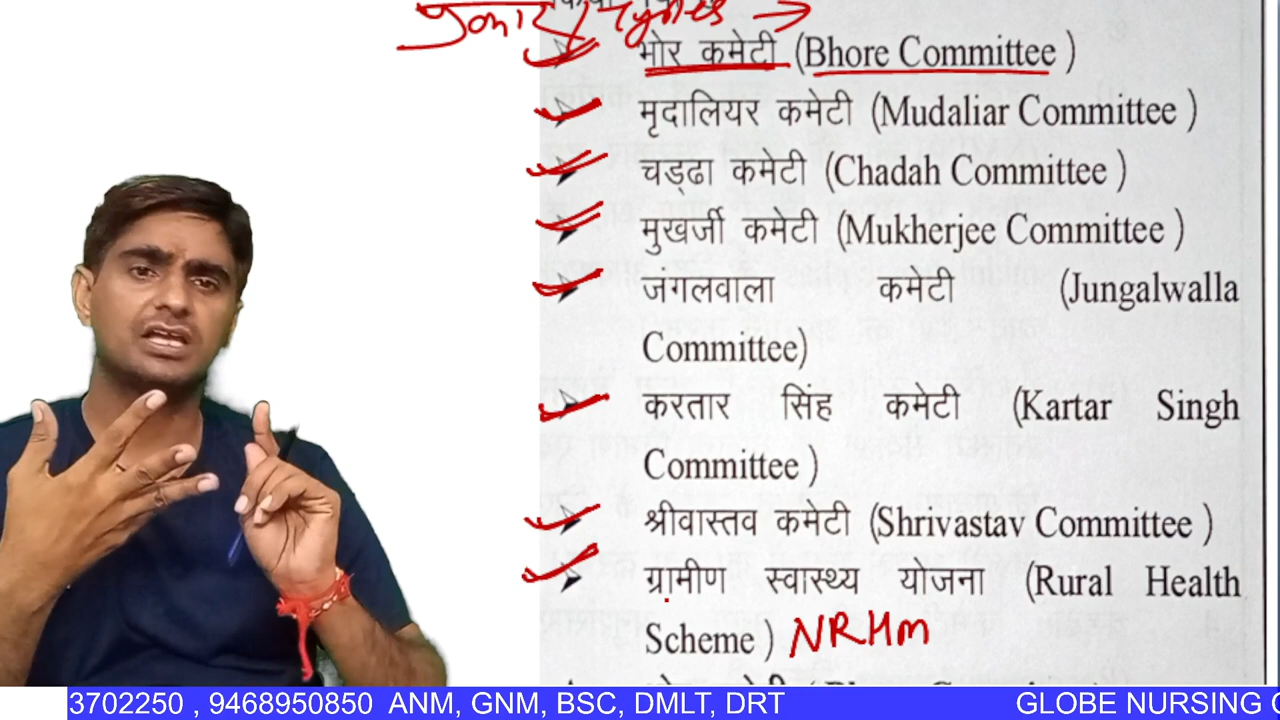 भोर कमेटी (Bhore Committee )
मृदालियर कमेटी (Mudaliar Committee )
चड्ढा कमेटी (Chadah Committee )
मुखर्जी कमेटी (Mukherjee Committee )
जंगलवाला कमेटी (Jungalwalla
Committee)
करतार सिंह कमेटी (Kartar Singh
Committee )
श्रीवास्तव कमेटी (Shrivastav Committee )
ग्रामीण स्वास्थ्य योजना (Rural Health
Scheme ) NRHM
3702250 , 9468950850 ANM, GNM, BSC, DMLT, DRT GLOBE NURSING